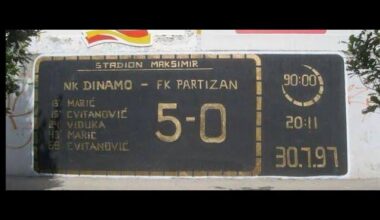 STADION MAKSIMIR
NK DINAMO - FK PARTIZAN
MARIĆ
CVITANOVIĆ
VIDUKA
MARIĆ
CVITANOVIĆ
5-0
90:00
20:11
30.7.97